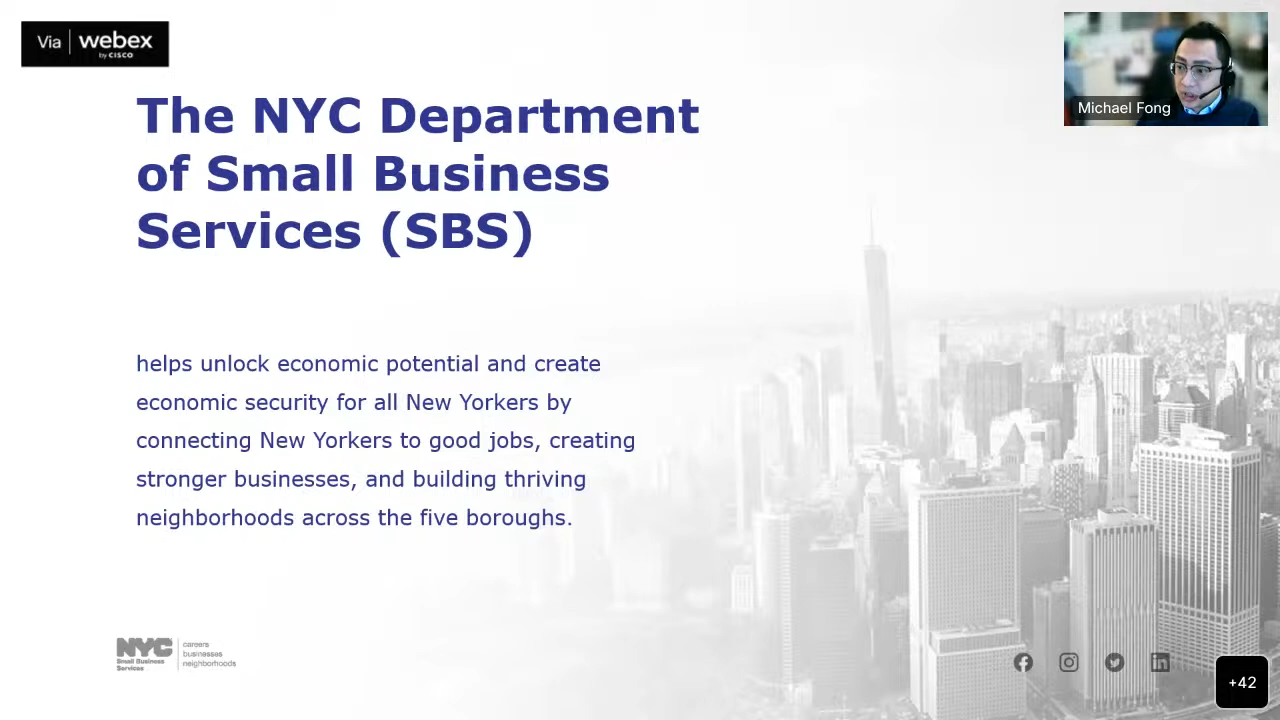 Via | webex
by CISCO
Michael Fong
The NYC Department
of Small Business
Services (SBS)
helps unlock economic potential and create
economic security for all New Yorkers by
connecting New Yorkers to good jobs, creating
stronger businesses, and building thriving
neighborhoods across the five boroughs.
NYC
Small Business
Services
careers
businesses
neighborhoods
+42